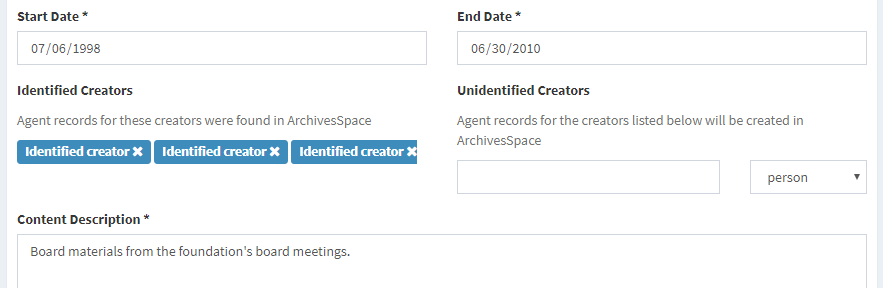 Start Date *
End Date *
07/06/1998
06/30/2010
Identified Creators
Unidentified Creators
Agent records for these creators were found in ArchivesSpace
Agent records for the creators listed below will be created in
ArchivesSpace
Identified creator ✖ Identified creator ✖ Identified creator ✖
person
Content Description *
Board materials from the foundation's board meetings.